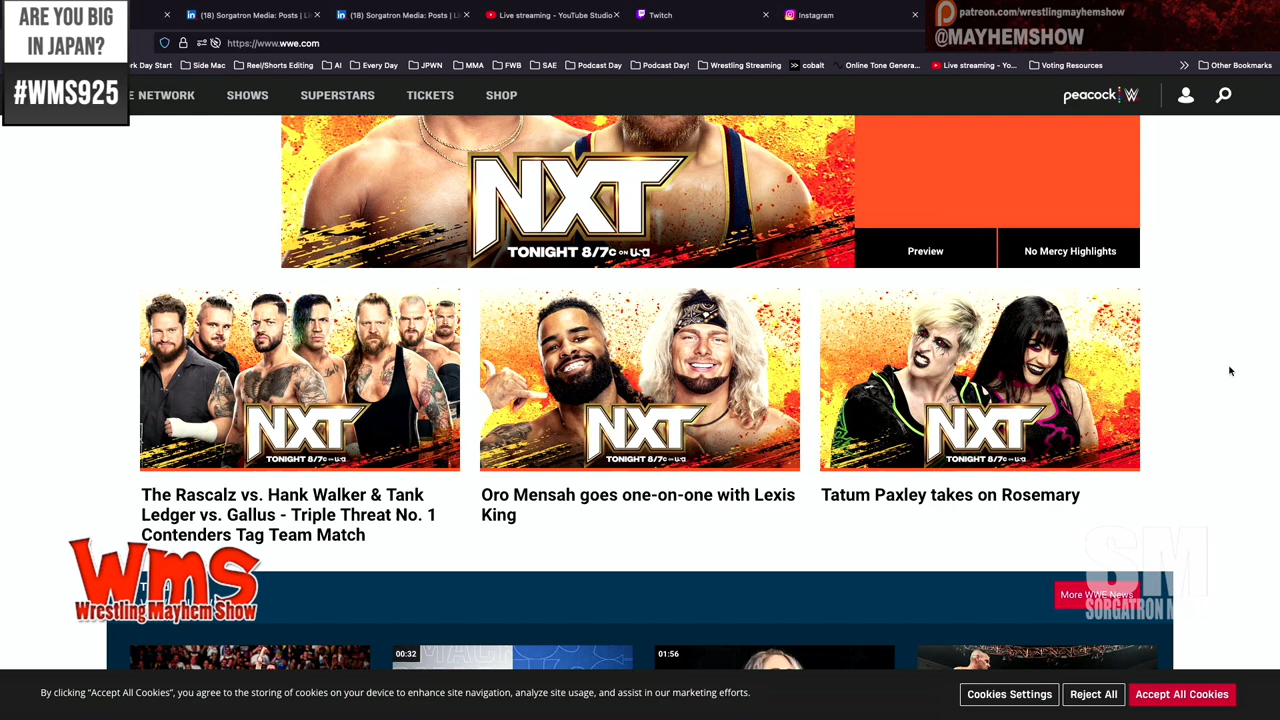 ARE YOU BIG
IN JAPAN?
#WMS925
(18) Sorgatron Media: Posts | Li
(18) Sorgatron Media: Posts | Li
Live streaming - YouTube Studio
Twitch
Instagram
patreon.com/wrestlingmayhemshow
@MAYHEMSHOW
https://www.wwe.com
rk Day Start
Side Mac
Reel/Shorts Editing
AI
Every Day
JPWN
MMA
FWB
SAE
Podcast Day
Podcast Day!
Wrestling Streaming
cobalt
Online Tone Genera...
Live streaming - Yo...
Voting Resources
Other Bookmarks
E NETWORK
SHOWS
SUPERSTARS
TICKETS
SHOP
peacock
NXT
TONIGHT 8/7c ON USA
Preview
No Mercy Highlights
NXT
TONIGHT 8/7c ON USA
NXT
TONIGHT 8/7c ON USA
NXT
TONIGHT 8/7c ON USA
The Rascalz vs. Hank Walker & Tank
Ledger vs. Gallus - Triple Threat No. 1
Contenders Tag Team Match
Oro Mensah goes one-on-one with Lexis
King
Tatum Paxley takes on Rosemary
wms
Wrestling Mayhem Show
More WWE News
SM
SORGATRON M
00:32
01:56
By clicking “Accept All Cookies”, you agree to the storing of cookies on your device to enhance site navigation, analyze site usage, and assist in our marketing efforts.
Cookies Settings
Reject All
Accept All Cookies